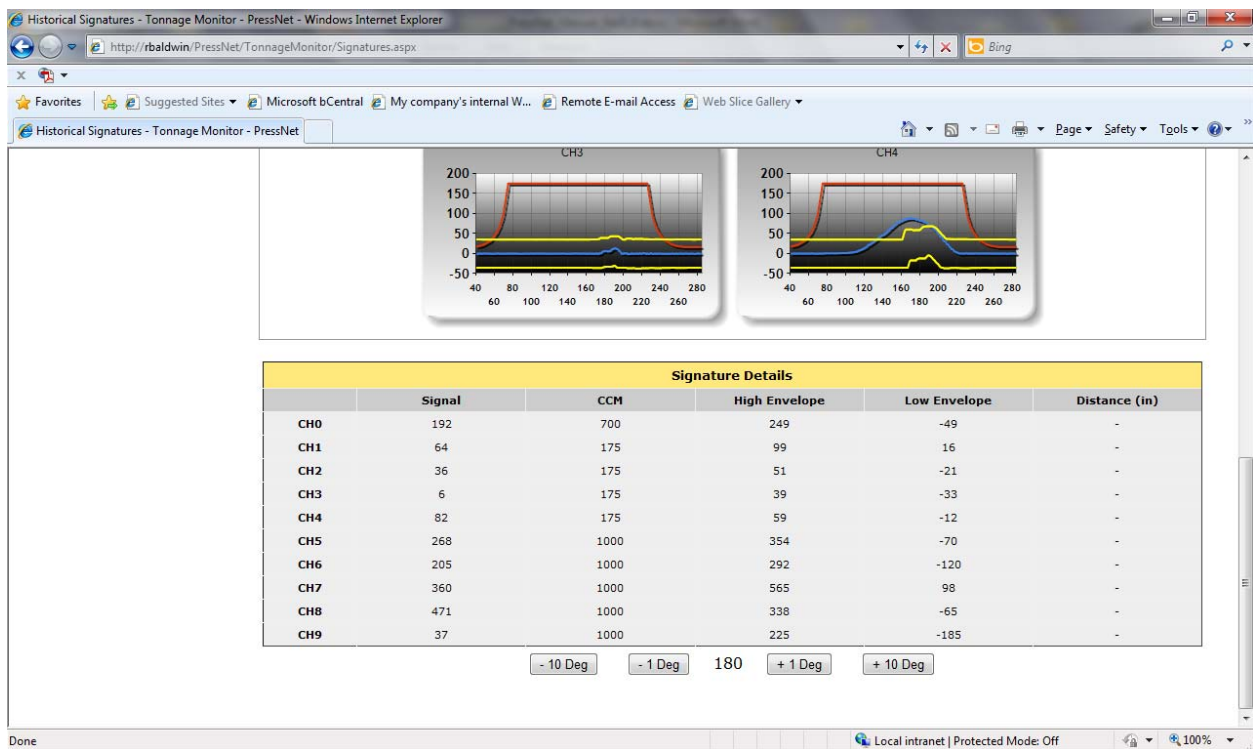 Historical Signatures - Tonnage Monitor - PressNet - Windows Internet Explorer
http://rbaldwin/PressNet/TonnageMonitor/Signatures.aspx
Bing
Favorites Suggested Sites Microsoft bCentral My company's internal W... Remote E-mail Access Web Slice Gallery
Historical Signatures - Tonnage Monitor - PressNet Page Safety Tools
CH3 CH4
200 200
150 150
100 100
50 50
0 0
-50 -50
40 80 120 160 200 240 280 40 80 120 160 200 240 280
60 100 140 180 220 260 60 100 140 180 220 260
Signature Details
Signal CCM High Envelope Low Envelope Distance (in)
CH0 192 700 249 -49 -
CH1 64 175 99 16 -
CH2 36 175 51 -21 -
CH3 6 175 39 -33 -
CH4 82 175 59 -12 -
CH5 268 1000 354 -70 -
CH6 205 1000 292 -120 -
CH7 360 1000 565 98 -
CH8 471 1000 338 -65 -
CH9 37 1000 225 -185 -
- 10 Deg - 1 Deg 180 + 1 Deg + 10 Deg
Done Local intranet | Protected Mode: Off 100%